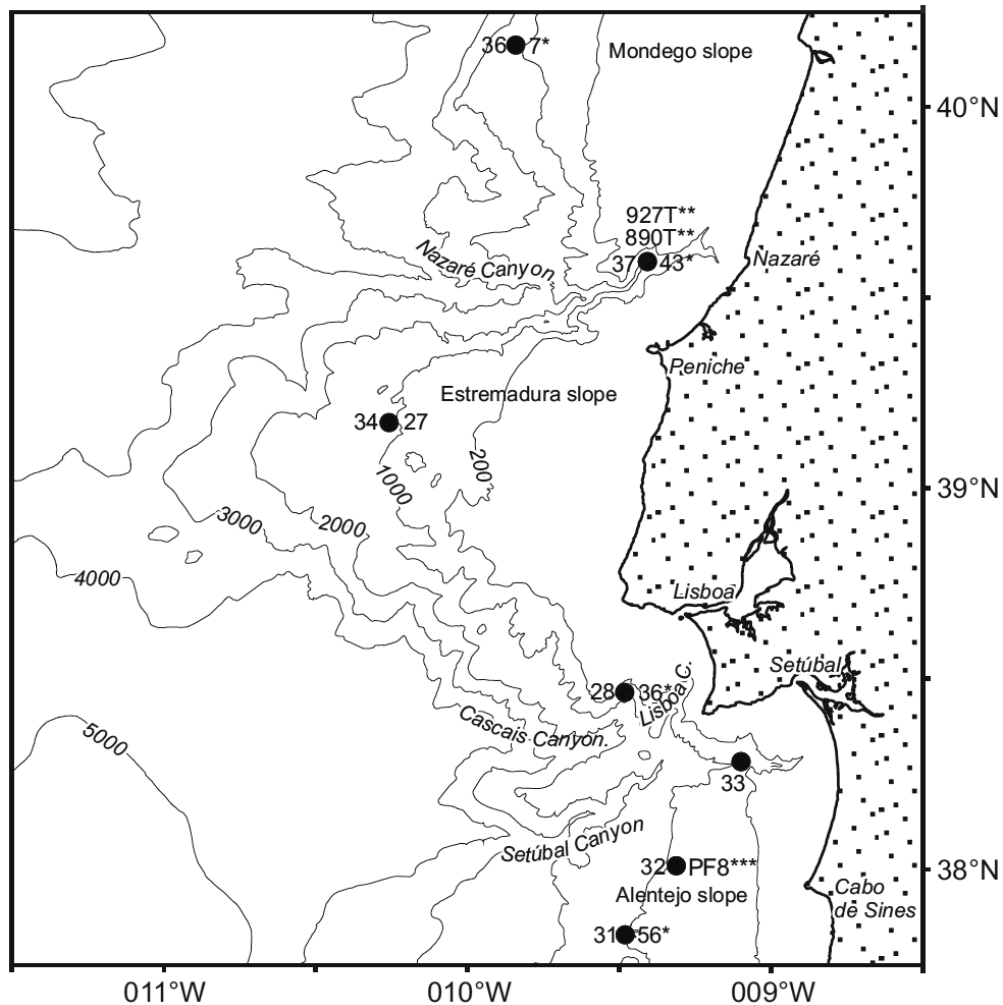 36 7*
Mondego slope
40°N
927T**
890T**
37 43*
Nazaré Canyon
Nazaré
Peniche
Estremadura slope
34 27
200
1000
39°N
3000
2000
4000
Lisboa
Setúbal
28 36*
Lisboa C.
Cascais Canyon.
5000
33
Setúbal Canyon
32 PF8***
38°N
Alentejo slope
Cabo
de Sines
31 56*
011°W
010°W
009°W